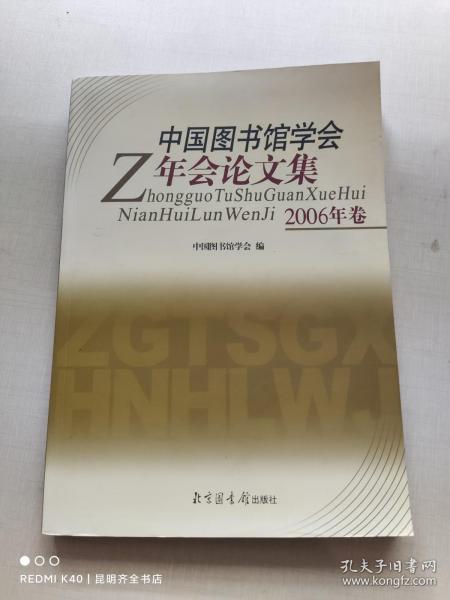 中国图书馆学会
年会论文集
ZhongguoTuShuGuanXueHui
NianHuiLunWenJi 2006年卷
中国图书馆学会 编
ZGTSGX
HNHLWJ
北京图书馆出版社
REDMI K40 | 昆明齐全书店
孔夫子旧书网
www.kongfz.com